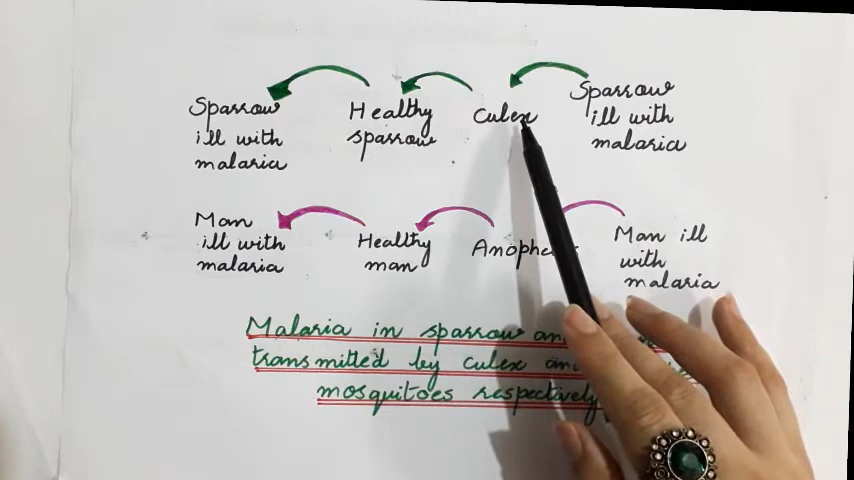 Sparrow
ill with
malaria
Healthy
sparrow
Culex
Sparrow
ill with
malaria
Man
ill with
malaria
Healthy
man
Man ill
with
malaria
Malaria in sparrow
transmitted by culex
mosquitoes respectively